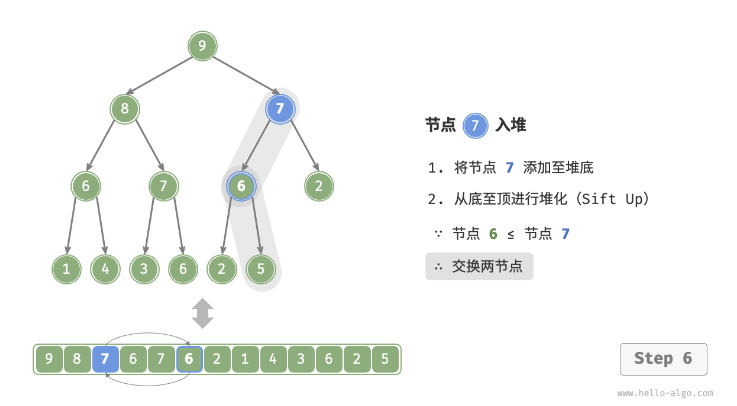 9
8 7
6 7 6 2
1 4 3 6 2 5
9 8 7 6 7 6 2 1 4 3 6 2 5
节点 7 入堆
1. 将节点 7 添加至堆底
2. 从底至顶进行堆化（Sift Up）
∵ 节点 6 ≤ 节点 7
∴ 交换两节点
Step 6
www.hello-algo.com